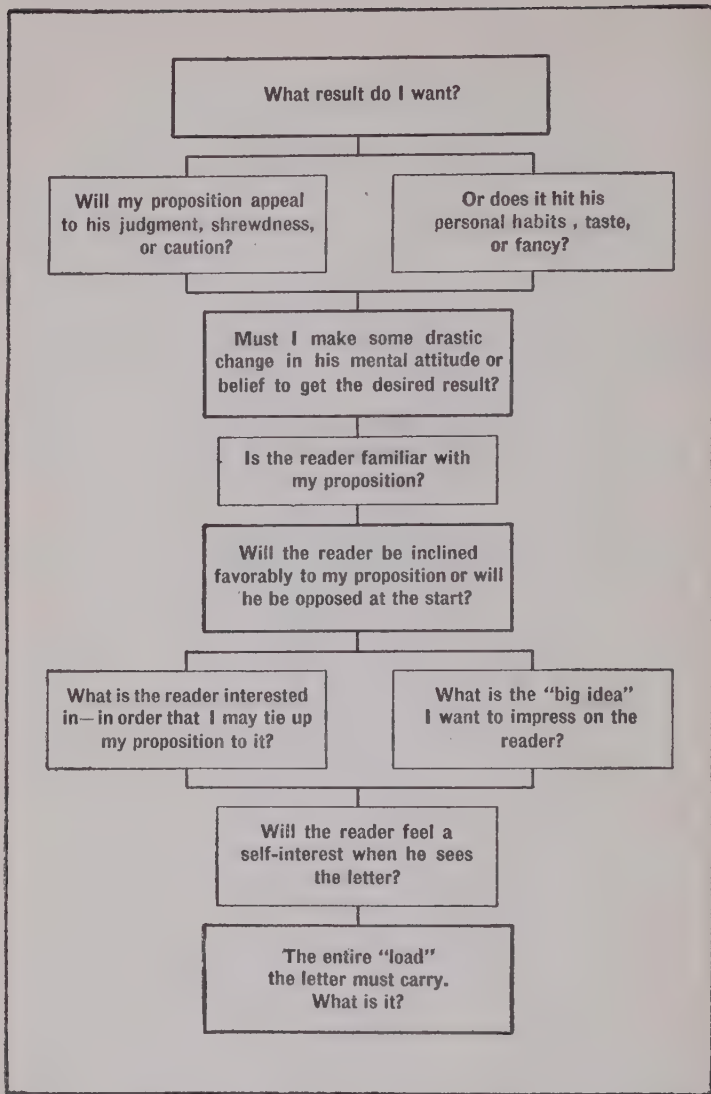 What result do I want?
Will my proposition appeal
to his judgment, shrewdness,
or caution?
Or does it hit his
personal habits , taste,
or fancy?
Must I make some drastic
change in his mental attitude or
belief to get the desired result?
Is the reader familiar with
my proposition?
Will the reader be inclined
favorably to my proposition or will
he be opposed at the start?
What is the reader interested
in—in order that I may tie up
my proposition to it?
What is the "big idea"
I want to impress on the
reader?
Will the reader feel a
self-interest when he sees
the letter?
The entire "load"
the letter must carry.
What is it?